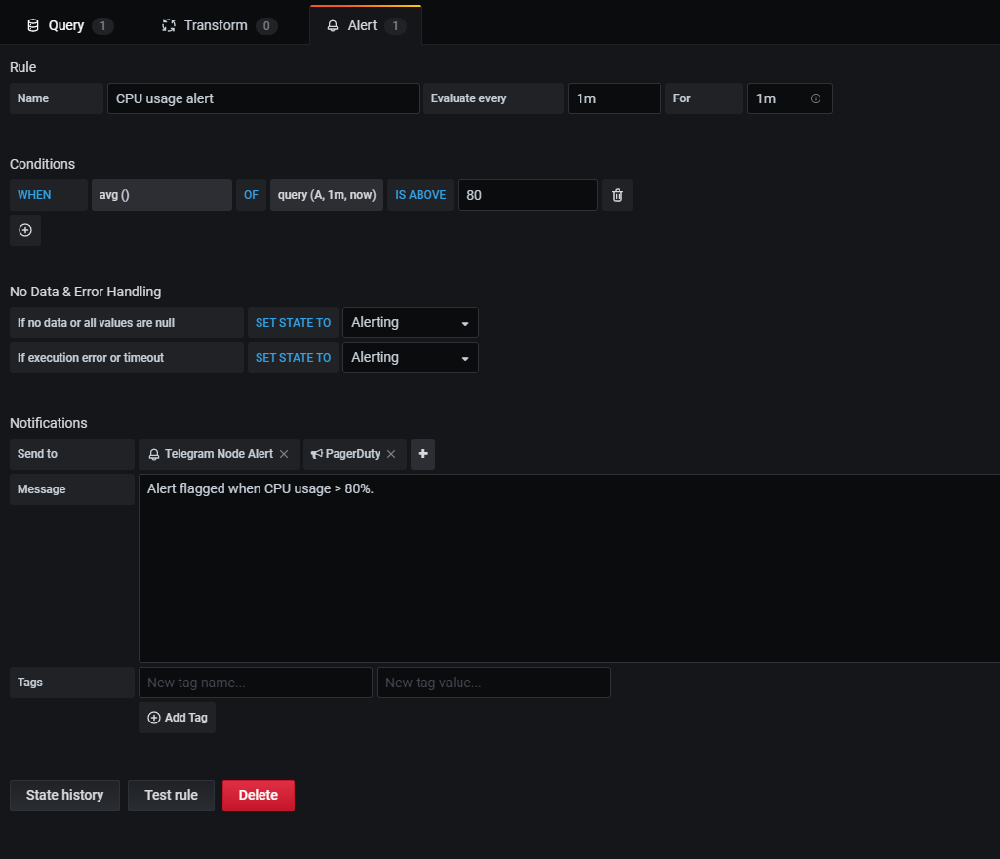 Query 1 Transform 0 Alert 1
Rule
Name CPU usage alert Evaluate every 1m For 1m
Conditions
WHEN avg () OF query (A, 1m, now) IS ABOVE 80
No Data & Error Handling
If no data or all values are null SET STATE TO Alerting
If execution error or timeout SET STATE TO Alerting
Notifications
Send to Telegram Node Alert PagerDuty
Message Alert flagged when CPU usage > 80%.
Tags New tag name... New tag value...
Add Tag
State history Test rule Delete